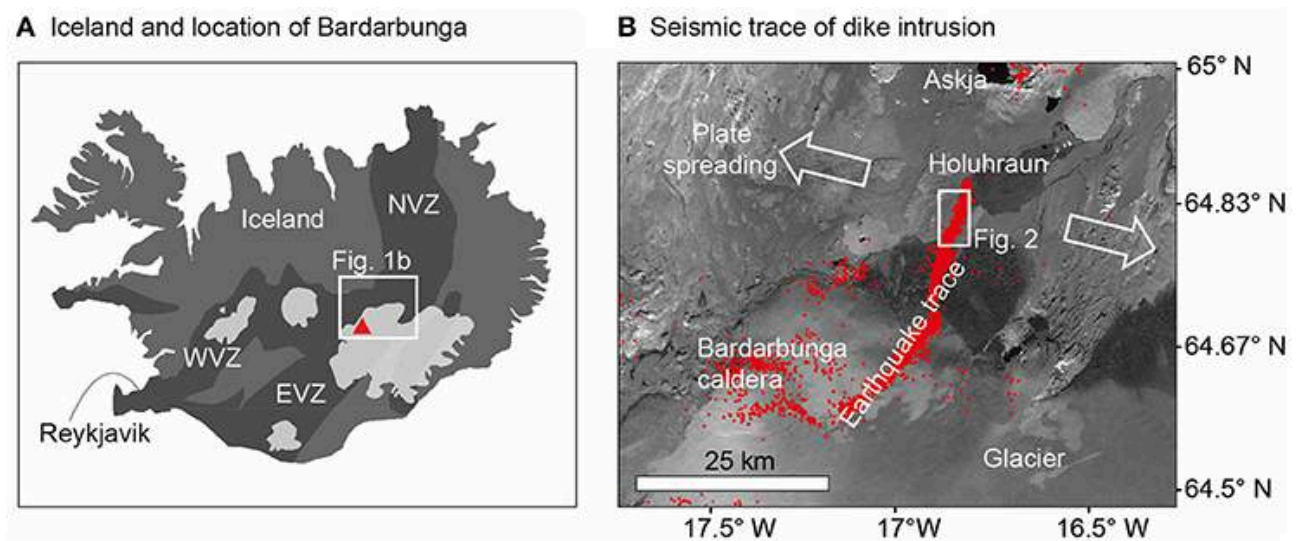 A Iceland and location of Bardarbunga
Iceland
NVZ
Fig. 1b
WVZ
EVZ
Reykjavik
B Seismic trace of dike intrusion
Askja
Plate
spreading
Holuhraun
Fig. 2
Earthquake trace
Bardarbunga
caldera
Glacier
25 km
65° N
64.83° N
64.67° N
64.5° N
17.5° W
17° W
16.5° W